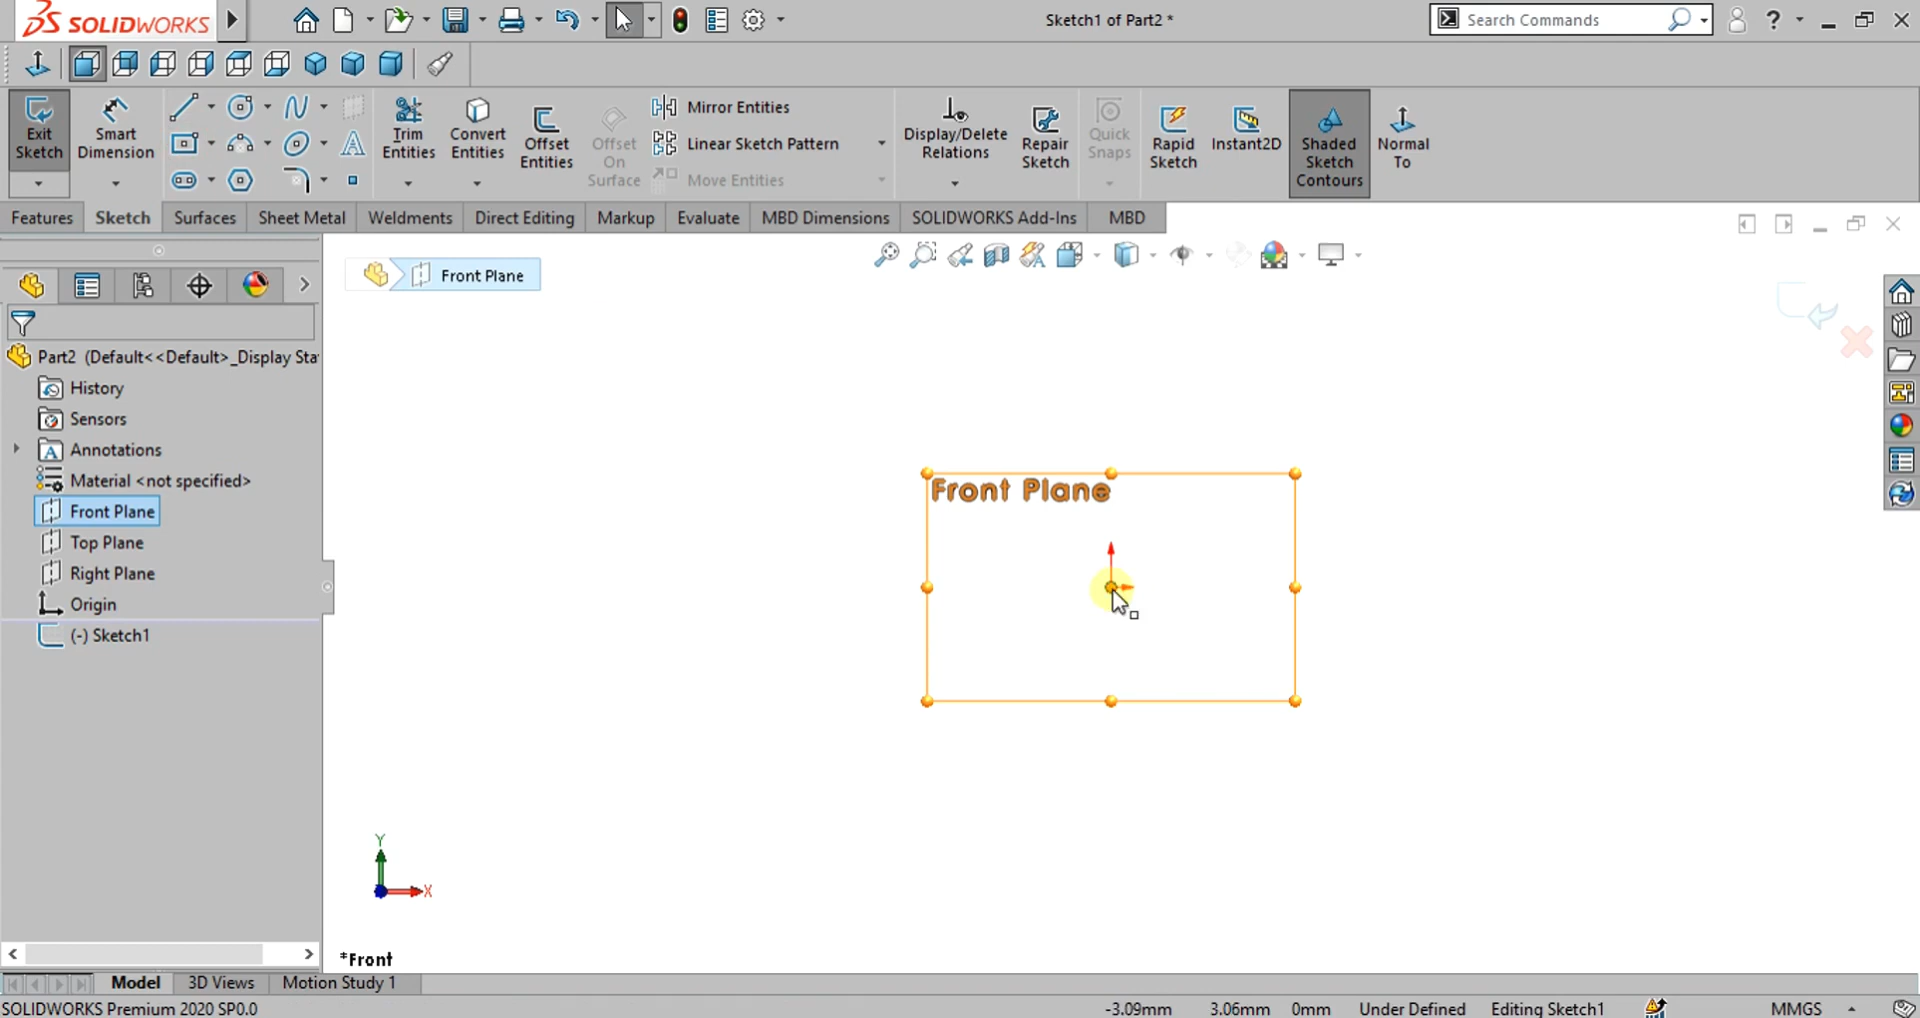 SOLIDWORKS
Sketch1 of Part2 *
Search Commands
?
Exit Sketch
Smart Dimension
Trim Entities
Convert Entities
Offset Entities
Offset On Surface
Mirror Entities
Linear Sketch Pattern
Move Entities
Display/Delete Relations
Repair Sketch
Quick Snaps
Rapid Sketch
Instant2D
Shaded Sketch Contours
Normal To
Features
Sketch
Surfaces
Sheet Metal
Weldments
Direct Editing
Markup
Evaluate
MBD Dimensions
SOLIDWORKS Add-Ins
MBD
Front Plane
Part2 (Default<<Default>_Display Sta
History
Sensors
Annotations
Material <not specified>
Front Plane
Top Plane
Right Plane
Origin
(-) Sketch1
Front Plane
Y
X
*Front
Model
3D Views
Motion Study 1
SOLIDWORKS Premium 2020 SP0.0
-3.09mm
3.06mm
0mm
Under Defined
Editing Sketch1
MMGS